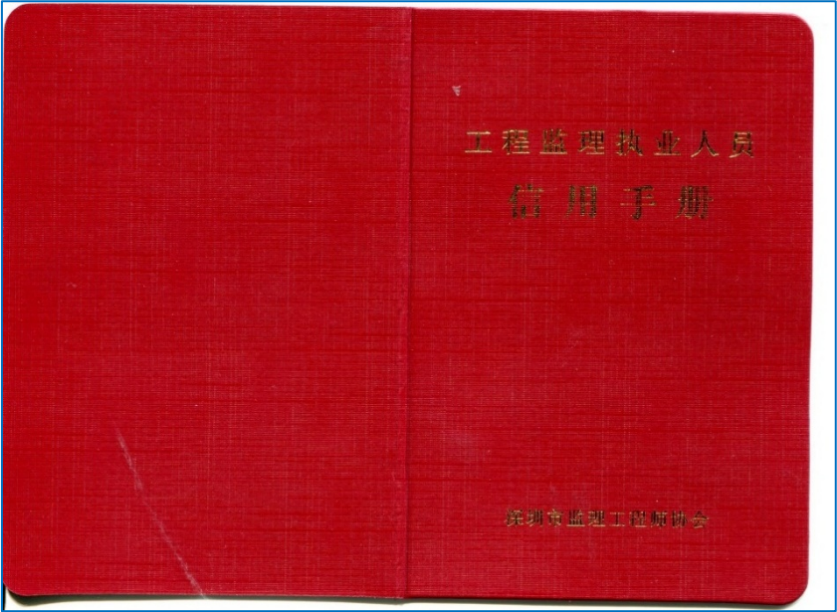 工程监理执业人员
信用手册
深圳市监理工程师协会